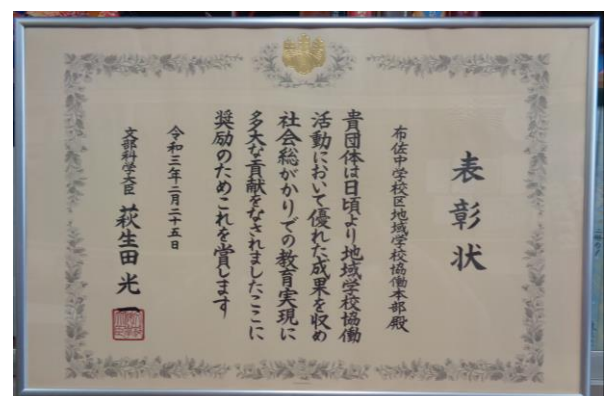 表彰状
布佐中学校区地域学校協働本部殿
貴団体は日頃より地域学校協働
活動において優れた成果を収め
社会総がかりでの教育実現に
多大な貢献をなされましたここに
奨励のためこれを賞します
令和三年二月二十五日
文部科学大臣 萩生田光一